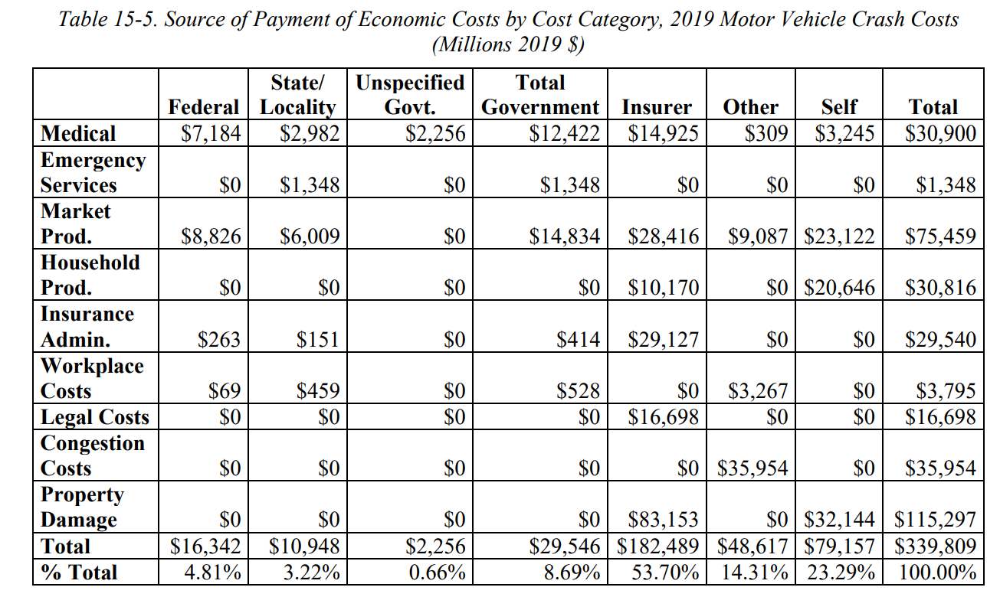 Table 15-5. Source of Payment of Economic Costs by Cost Category, 2019 Motor Vehicle Crash Costs
(Millions 2019 $)
Federal State/ Locality Unspecified Govt. Total Government Insurer Other Self Total
Medical $7,184 $2,982 $2,256 $12,422 $14,925 $309 $3,245 $30,900
Emergency
Services $0 $1,348 $0 $1,348 $0 $0 $0 $1,348
Market
Prod. $8,826 $6,009 $0 $14,834 $28,416 $9,087 $23,122 $75,459
Household
Prod. $0 $0 $0 $0 $10,170 $0 $20,646 $30,816
Insurance
Admin. $263 $151 $0 $414 $29,127 $0 $0 $29,540
Workplace
Costs $69 $459 $0 $528 $0 $3,267 $0 $3,795
Legal Costs $0 $0 $0 $0 $16,698 $0 $0 $16,698
Congestion
Costs $0 $0 $0 $0 $0 $35,954 $0 $35,954
Property
Damage $0 $0 $0 $0 $83,153 $0 $32,144 $115,297
Total $16,342 $10,948 $2,256 $29,546 $182,489 $48,617 $79,157 $339,809
% Total 4.81% 3.22% 0.66% 8.69% 53.70% 14.31% 23.29% 100.00%